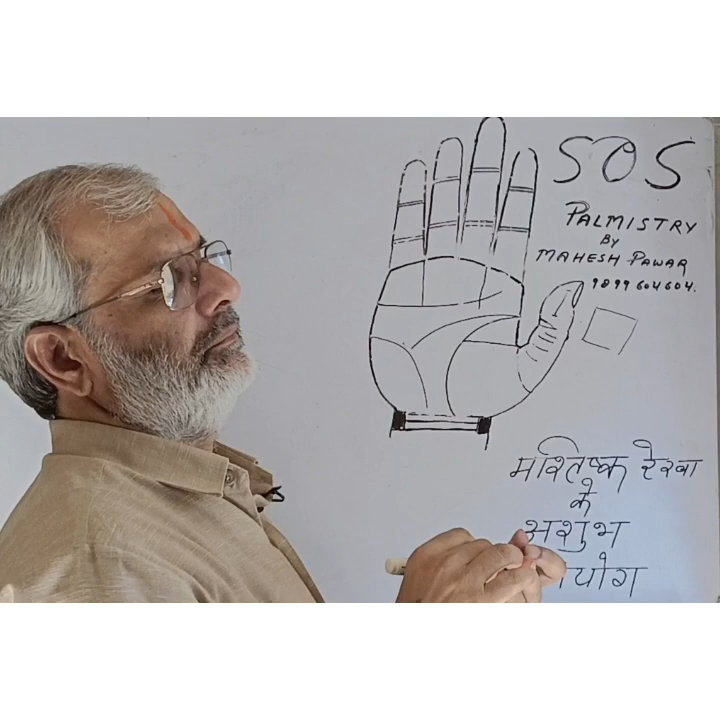 SOS
PALMISTRY
BY
MAHESH PAWAR
9899604604.
मस्तिष्क रेखा
के
अशुभ
योग